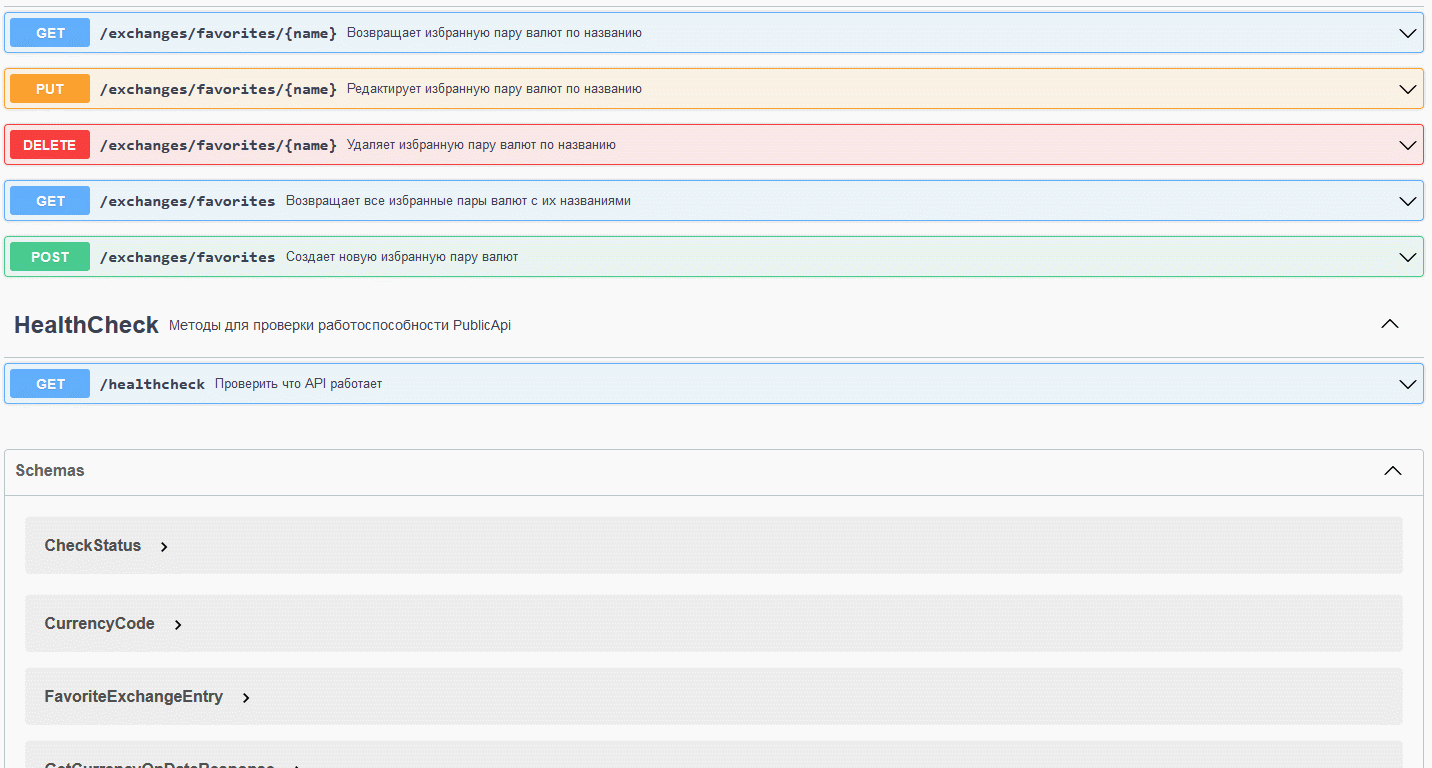 GET /exchanges/favorites/{name} Возвращает избранную пару валют по названию
PUT /exchanges/favorites/{name} Редактирует избранную пару валют по названию
DELETE /exchanges/favorites/{name} Удаляет избранную пару валют по названию
GET /exchanges/favorites Возвращает все избранные пары валют с их названиями
POST /exchanges/favorites Создает новую избранную пару валют
HealthCheck Методы для проверки работоспособности PublicApi
GET /healthcheck Проверить что API работает
Schemas
CheckStatus
CurrencyCode
FavoriteExchangeEntry
GetCurrencyOnDateResponse